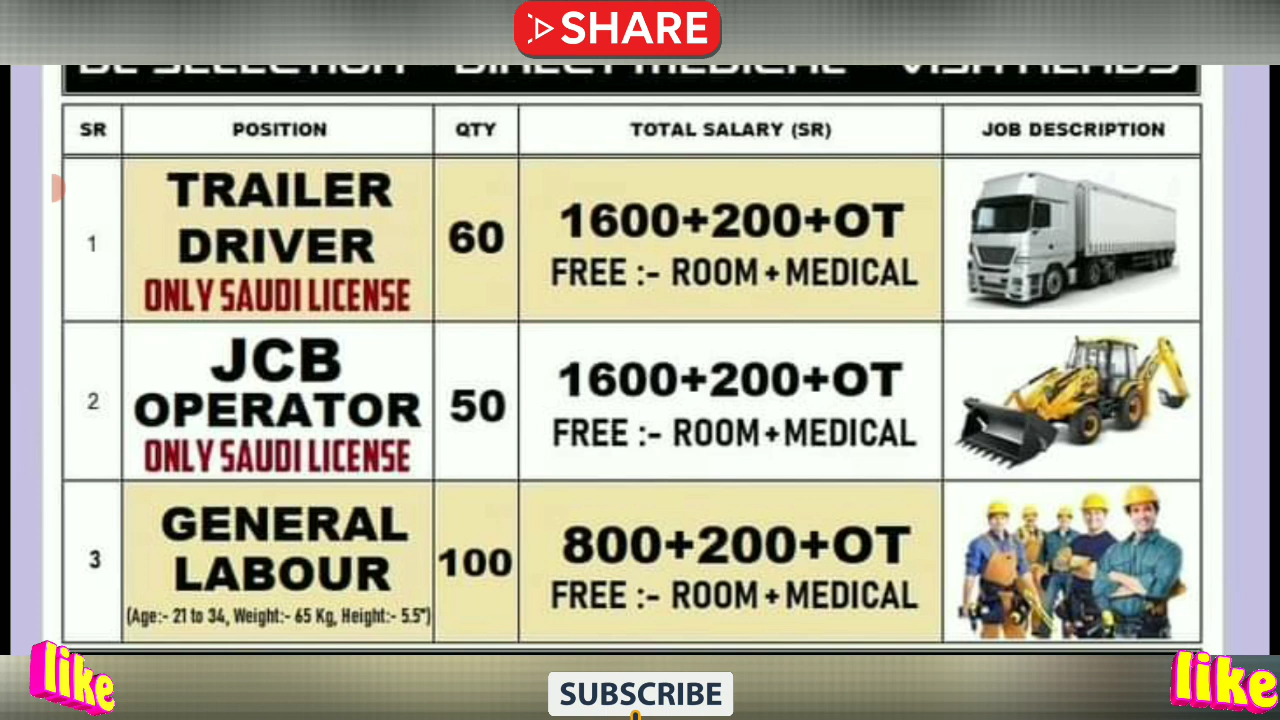 SHARE
SR POSITION QTY TOTAL SALARY (SR) JOB DESCRIPTION
1
TRAILER
DRIVER
ONLY SAUDI LICENSE
60
1600+200+OT
FREE :- ROOM+MEDICAL
2
JCB
OPERATOR
ONLY SAUDI LICENSE
50
1600+200+OT
FREE :- ROOM+MEDICAL
3
GENERAL
LABOUR
(Age:- 21 to 34, Weight:- 65 Kg, Height:- 5.5")
100
800+200+OT
FREE :- ROOM+MEDICAL
like
SUBSCRIBE
like